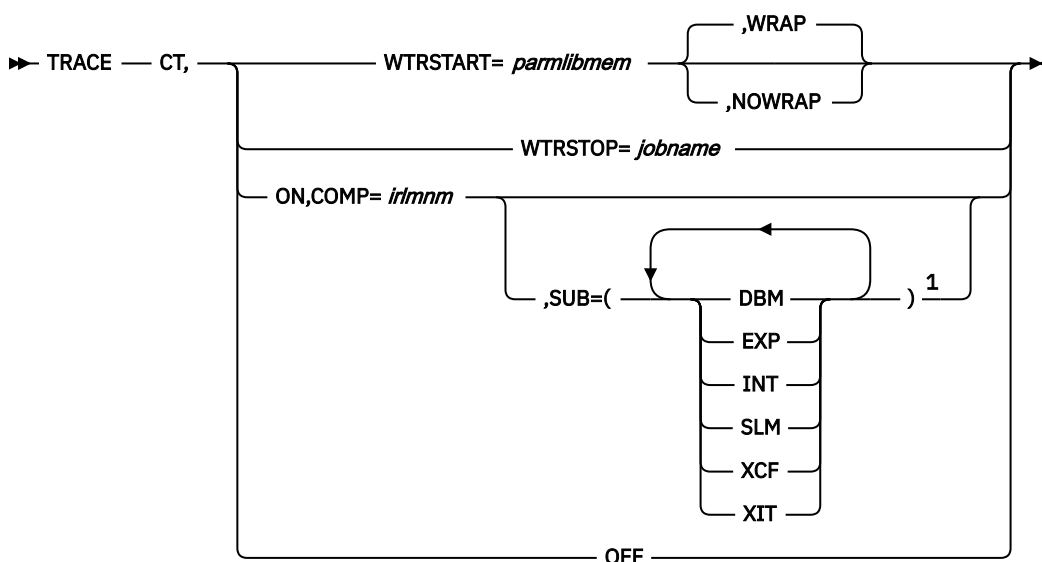 ,WRAP
TRACE CT, WTRSTART= parmlibmem
,NOWRAP
WTRSTOP= jobname
ON,COMP= irlmnm
,SUB=( DBM ) 1
EXP
INT
SLM
XCF
XIT
OFF